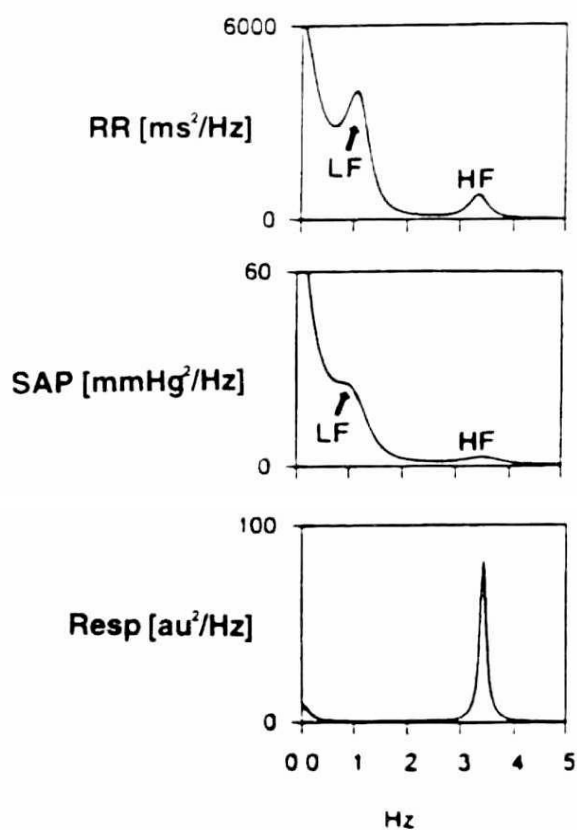 6000
RR [ms²/Hz]
LF
HF
0
60
SAP [mmHg²/Hz]
LF
HF
0
100
Resp [au²/Hz]
0
0 0 1 2 3 4 5
Hz